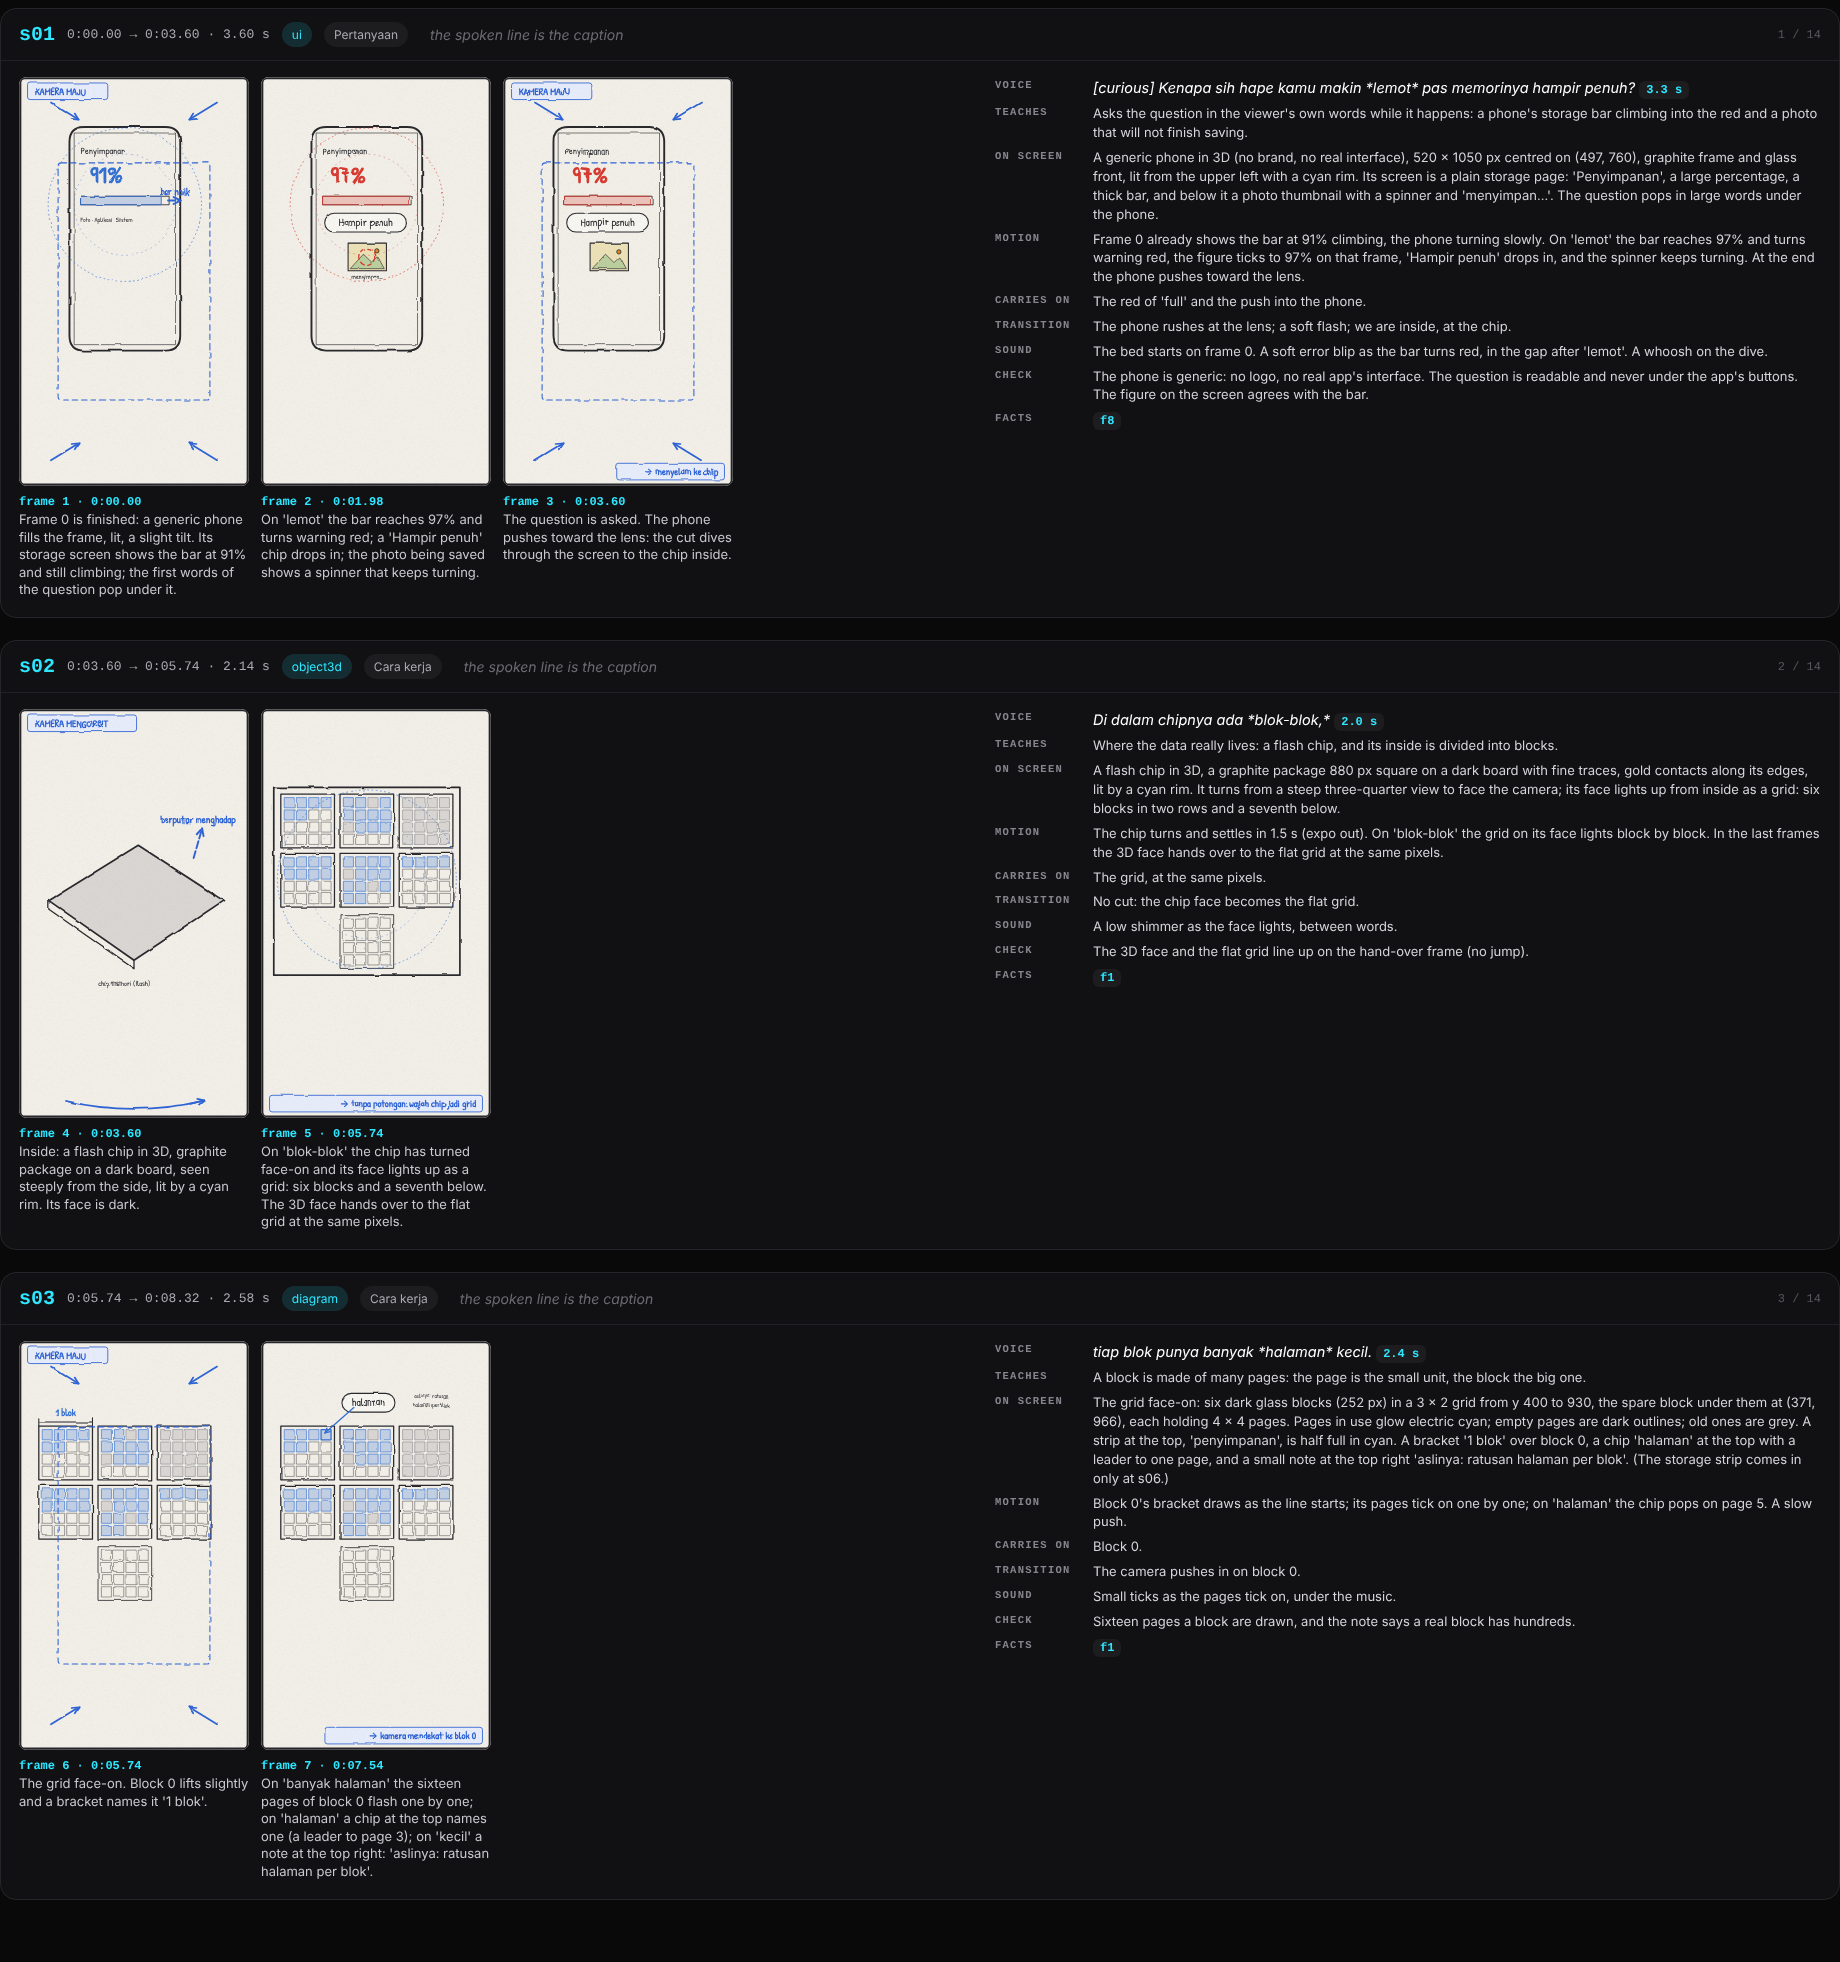 s01 0:00.00 → 0:03.60 · 3.60 s ui Pertanyaan the spoken line is the caption 1 / 14
KAMERA MAJU
Penyimpanan
91%
bar naik
Foto · Aplikasi · Sistem
Penyimpanan
97%
Hampir penuh
menyimpan…
KAMERA MAJU
Penyimpanan
97%
Hampir penuh
→ menyelam ke chip
frame 1 · 0:00.00
Frame 0 is finished: a generic phone
fills the frame, lit, a slight tilt. Its
storage screen shows the bar at 91%
and still climbing; the first words of
the question pop under it.
frame 2 · 0:01.98
On 'lemot' the bar reaches 97% and
turns warning red; a 'Hampir penuh'
chip drops in; the photo being saved
shows a spinner that keeps turning.
frame 3 · 0:03.60
The question is asked. The phone
pushes toward the lens: the cut dives
through the screen to the chip inside.
VOICE [curious] Kenapa sih hape kamu makin *lemot* pas memorinya hampir penuh? 3.3 s
TEACHES Asks the question in the viewer's own words while it happens: a phone's storage bar climbing into the red and a photo
that will not finish saving.
ON SCREEN A generic phone in 3D (no brand, no real interface), 520 × 1050 px centred on (497, 760), graphite frame and glass
front, lit from the upper left with a cyan rim. Its screen is a plain storage page: 'Penyimpanan', a large percentage, a
thick bar, and below it a photo thumbnail with a spinner and 'menyimpan…'. The question pops in large words under
the phone.
MOTION Frame 0 already shows the bar at 91% climbing, the phone turning slowly. On 'lemot' the bar reaches 97% and turns
warning red, the figure ticks to 97% on that frame, 'Hampir penuh' drops in, and the spinner keeps turning. At the end
the phone pushes toward the lens.
CARRIES ON The red of 'full' and the push into the phone.
TRANSITION The phone rushes at the lens; a soft flash; we are inside, at the chip.
SOUND The bed starts on frame 0. A soft error blip as the bar turns red, in the gap after 'lemot'. A whoosh on the dive.
CHECK The phone is generic: no logo, no real app's interface. The question is readable and never under the app's buttons.
The figure on the screen agrees with the bar.
FACTS f8
s02 0:03.60 → 0:05.74 · 2.14 s object3d Cara kerja the spoken line is the caption 2 / 14
KAMERA MENGORBIT
berputar menghadap
chip memori (flash)
→ tanpa potongan: wajah chip jadi grid
frame 4 · 0:03.60
Inside: a flash chip in 3D, graphite
package on a dark board, seen
steeply from the side, lit by a cyan
rim. Its face is dark.
frame 5 · 0:05.74
On 'blok-blok' the chip has turned
face-on and its face lights up as a
grid: six blocks and a seventh below.
The 3D face hands over to the flat
grid at the same pixels.
VOICE Di dalam chipnya ada *blok-blok,* 2.0 s
TEACHES Where the data really lives: a flash chip, and its inside is divided into blocks.
ON SCREEN A flash chip in 3D, a graphite package 880 px square on a dark board with fine traces, gold contacts along its edges,
lit by a cyan rim. It turns from a steep three-quarter view to face the camera; its face lights up from inside as a grid: six
blocks in two rows and a seventh below.
MOTION The chip turns and settles in 1.5 s (expo out). On 'blok-blok' the grid on its face lights block by block. In the last frames
the 3D face hands over to the flat grid at the same pixels.
CARRIES ON The grid, at the same pixels.
TRANSITION No cut: the chip face becomes the flat grid.
SOUND A low shimmer as the face lights, between words.
CHECK The 3D face and the flat grid line up on the hand-over frame (no jump).
FACTS f1
s03 0:05.74 → 0:08.32 · 2.58 s diagram Cara kerja the spoken line is the caption 3 / 14
KAMERA MAJU
1 blok
halaman
aslinya: ratusan
halaman per blok
→ kamera mendekat ke blok 0
frame 6 · 0:05.74
The grid face-on. Block 0 lifts slightly
and a bracket names it '1 blok'.
frame 7 · 0:07.54
On 'banyak halaman' the sixteen
pages of block 0 flash one by one;
on 'halaman' a chip at the top names
one (a leader to page 3); on 'kecil' a
note at the top right: 'aslinya: ratusan
halaman per blok'.
VOICE tiap blok punya banyak *halaman* kecil. 2.4 s
TEACHES A block is made of many pages: the page is the small unit, the block the big one.
ON SCREEN The grid face-on: six dark glass blocks (252 px) in a 3 × 2 grid from y 400 to 930, the spare block under them at (371,
966), each holding 4 × 4 pages. Pages in use glow electric cyan; empty pages are dark outlines; old ones are grey. A
strip at the top, 'penyimpanan', is half full in cyan. A bracket '1 blok' over block 0, a chip 'halaman' at the top with a
leader to one page, and a small note at the top right 'aslinya: ratusan halaman per blok'. (The storage strip comes in
only at s06.)
MOTION Block 0's bracket draws as the line starts; its pages tick on one by one; on 'halaman' the chip pops on page 5. A slow
push.
CARRIES ON Block 0.
TRANSITION The camera pushes in on block 0.
SOUND Small ticks as the pages tick on, under the music.
CHECK Sixteen pages a block are drawn, and the note says a real block has hundreds.
FACTS f1